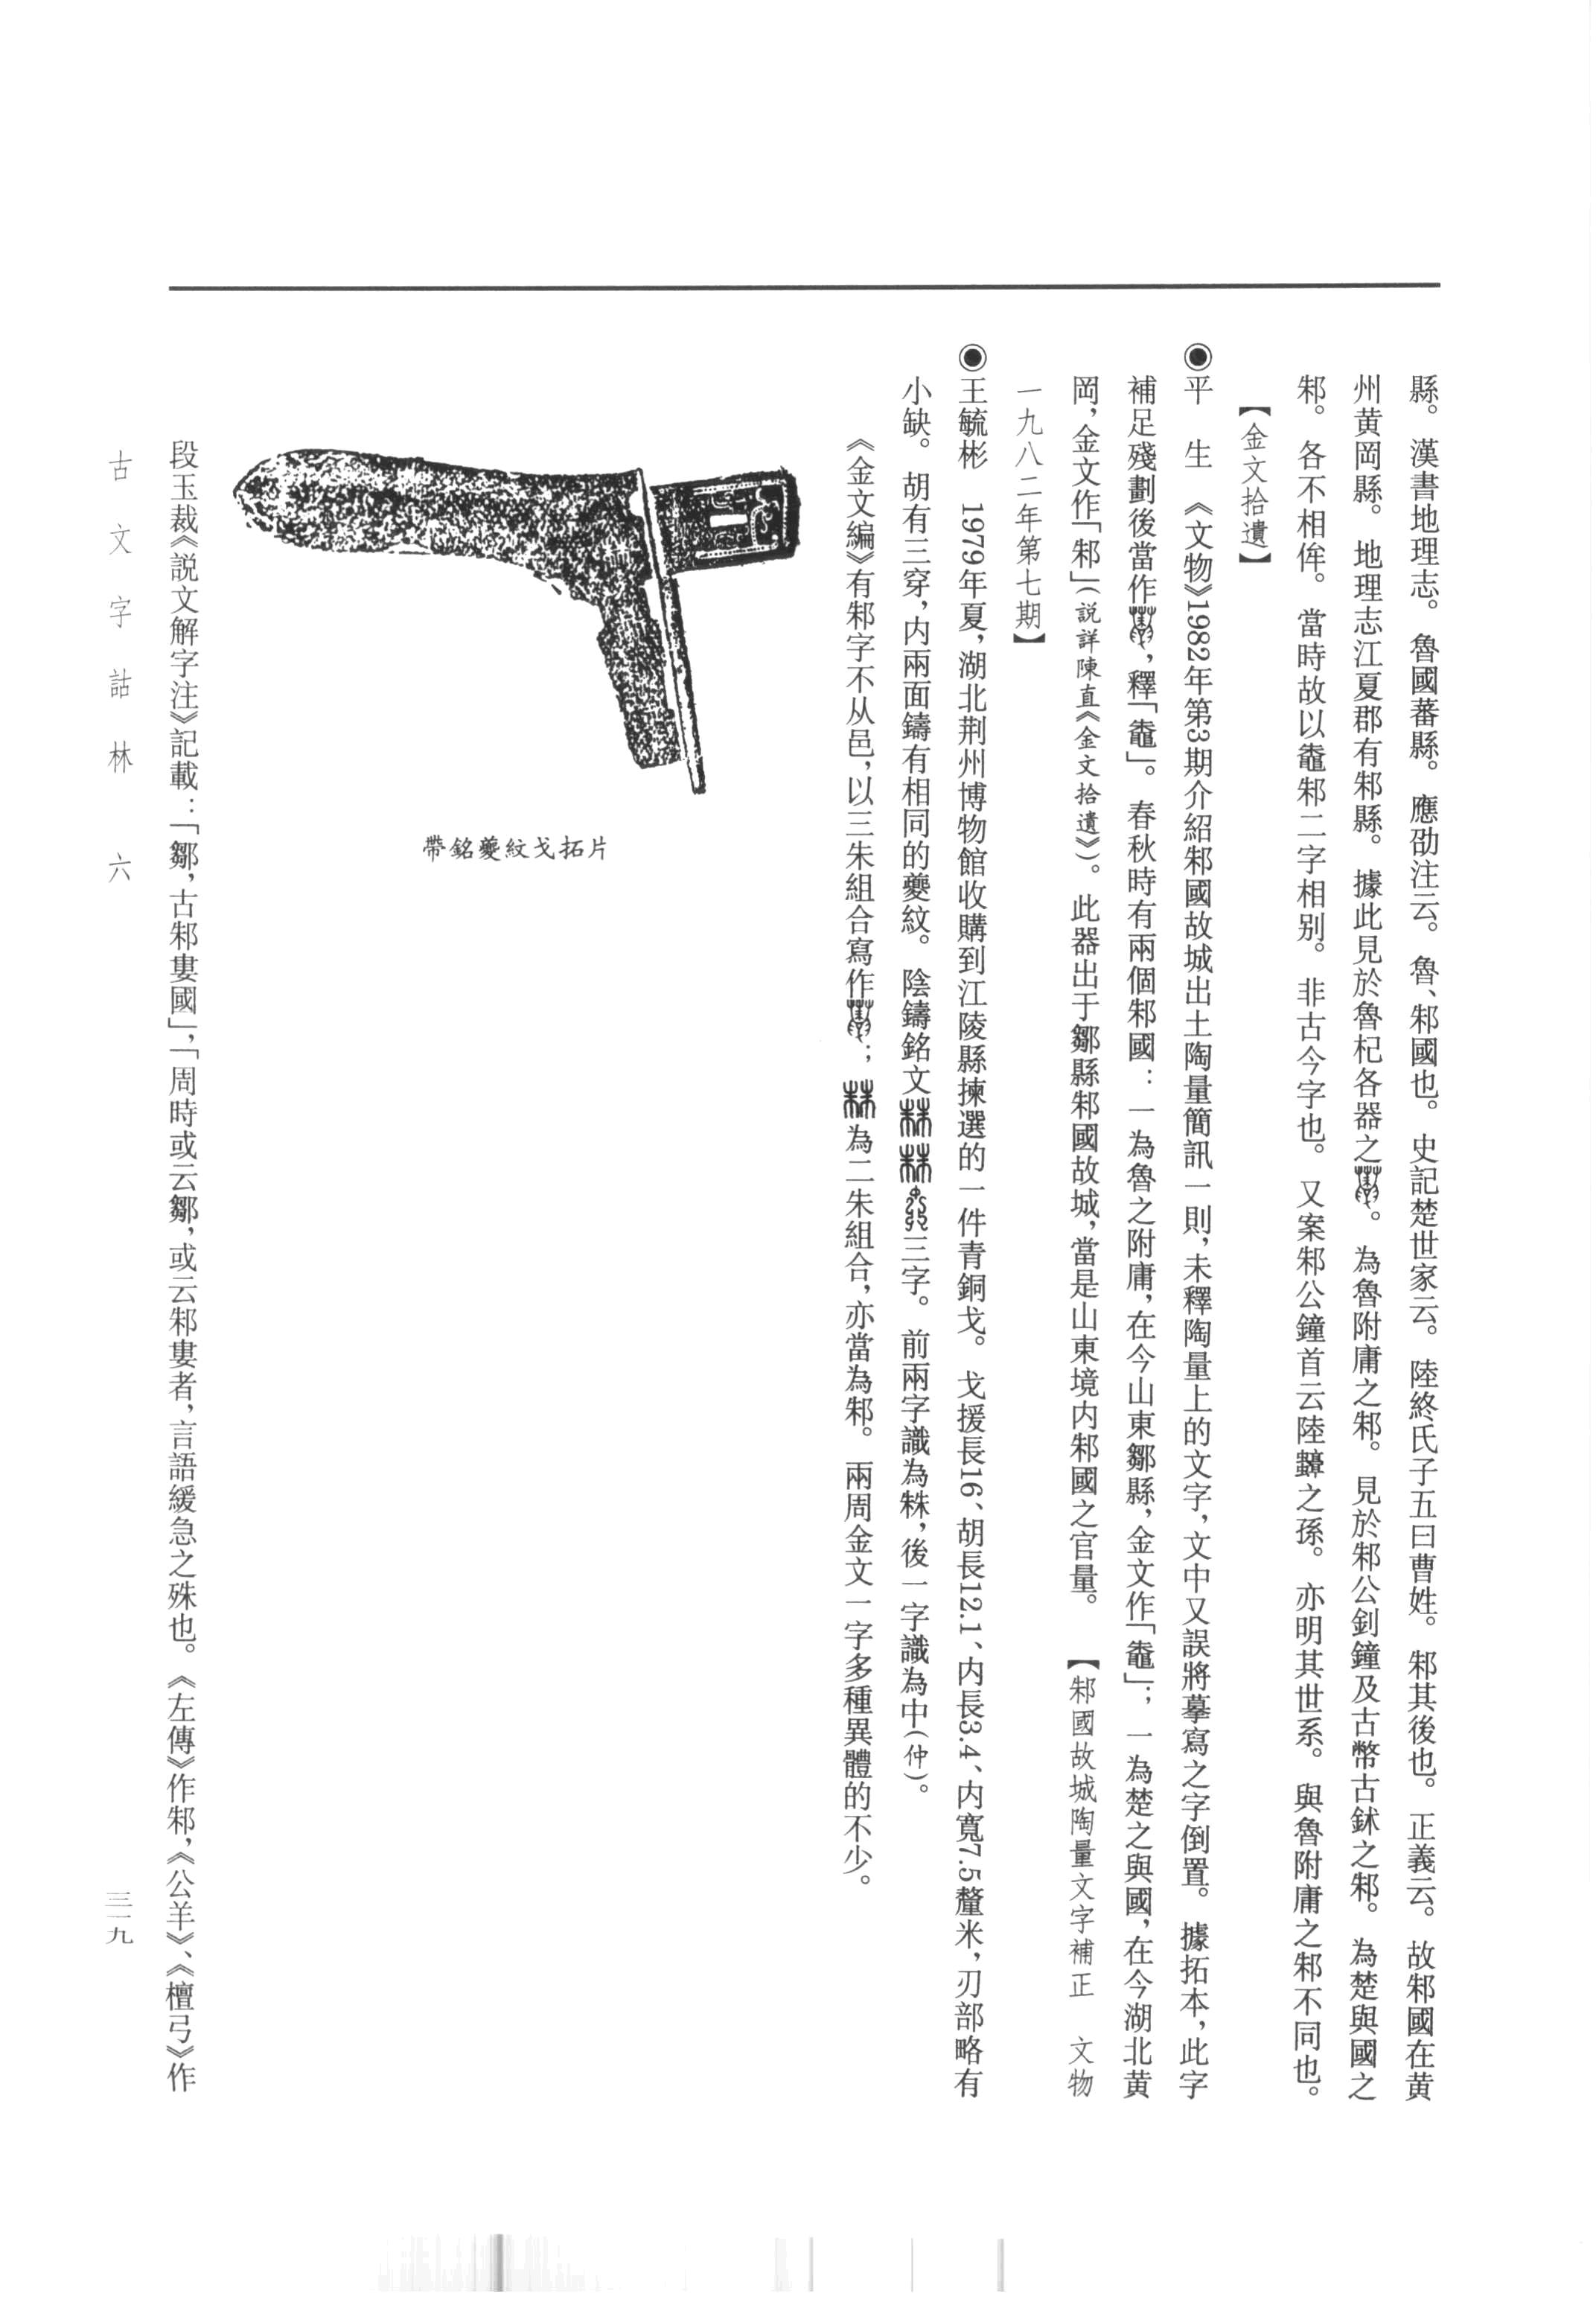 縣。漢書地理志。魯國蕃縣。應劭注云。魯、邾國也。史記楚世家云。陸終氏子五曰曹姓。邾其後也。正義云。故邾國在黄
州黄岡縣。地理志江夏郡有邾縣。據此見於魯杞各器之。為魯附庸之邾。見於邾公釗鐘及古幣古鉥之邾。為楚與國之
邾。各不相侔。當時故以鼄邾二字相别。非古今字也。又案邾公鐘首云陸之孫。亦明其世系。與魯附庸之邾不同也。
【金文拾遺】
◉平 生 《文物》1982年第3期介紹邾國故城出土陶量簡訊一則，未釋陶量上的文字，文中又誤將摹寫之字倒置。據拓本，此字
補足殘劃後當作，釋「鼄」。春秋時有兩個邾國：一為魯之附庸，在今山東鄒縣，金文作「鼄」；一為楚之與國，在今湖北黄
岡，金文作「邾」（説詳陳直《金文拾遺》）。此器出于鄒縣邾國故城，當是山東境内邾國之官量。【邾國故城陶量文字補正 文物
一九八二年第七期】
◉王毓彬 1979年夏，湖北荆州博物館收購到江陵縣揀選的一件青銅戈。戈援長16、胡長12.1、内長3.4、内寬7.5釐米，刃部略有
小缺。胡有三穿，内兩面鑄有相同的夔紋。陰鑄銘文三字。前兩字識為㭮，後一字識為中（仲）。
《金文編》有邾字不从邑，以三朱組合寫作；為二朱組合，亦當為邾。兩周金文一字多種異體的不少。
帶銘夔紋戈拓片
段玉裁《説文解字注》記載：「鄒，古邾婁國」，「周時或云鄒，或云邾婁者，言語緩急之殊也。《左傳》作邾，《公羊》、《檀弓》作
古文字詁林 六
三一九